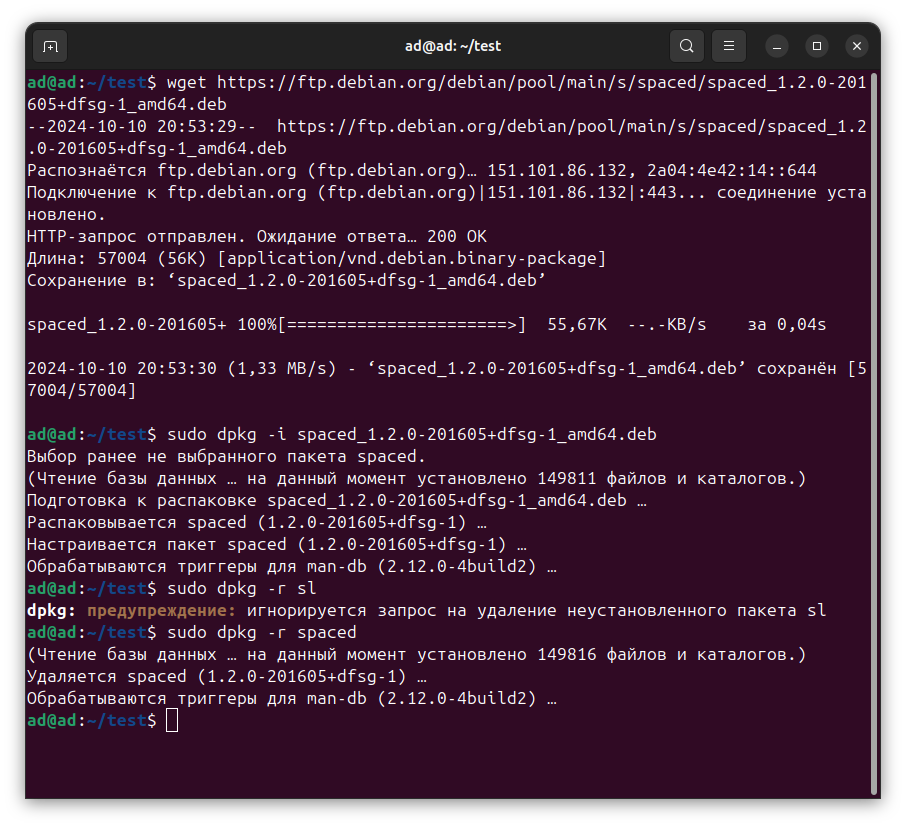 ad@ad: ~/test
ad@ad:~/test$ wget https://ftp.debian.org/debian/pool/main/s/spaced/spaced_1.2.0-201
605+dfsg-1_amd64.deb
--2024-10-10 20:53:29--  https://ftp.debian.org/debian/pool/main/s/spaced/spaced_1.2
.0-201605+dfsg-1_amd64.deb
Распознаётся ftp.debian.org (ftp.debian.org)… 151.101.86.132, 2a04:4e42:14::644
Подключение к ftp.debian.org (ftp.debian.org)|151.101.86.132|:443... соединение уста
новлено.
HTTP-запрос отправлен. Ожидание ответа… 200 OK
Длина: 57004 (56K) [application/vnd.debian.binary-package]
Сохранение в: ‘spaced_1.2.0-201605+dfsg-1_amd64.deb’
spaced_1.2.0-201605+ 100%[======================>]  55,67K  --.-KB/s    за 0,04s
2024-10-10 20:53:30 (1,33 MB/s) - ‘spaced_1.2.0-201605+dfsg-1_amd64.deb’ сохранён [5
7004/57004]
ad@ad:~/test$ sudo dpkg -i spaced_1.2.0-201605+dfsg-1_amd64.deb
Выбор ранее не выбранного пакета spaced.
(Чтение базы данных … на данный момент установлено 149811 файлов и каталогов.)
Подготовка к распаковке spaced_1.2.0-201605+dfsg-1_amd64.deb …
Распаковывается spaced (1.2.0-201605+dfsg-1) …
Настраивается пакет spaced (1.2.0-201605+dfsg-1) …
Обрабатываются триггеры для man-db (2.12.0-4build2) …
ad@ad:~/test$ sudo dpkg -r sl
dpkg: предупреждение: игнорируется запрос на удаление неустановленного пакета sl
ad@ad:~/test$ sudo dpkg -r spaced
(Чтение базы данных … на данный момент установлено 149816 файлов и каталогов.)
Удаляется spaced (1.2.0-201605+dfsg-1) …
Обрабатываются триггеры для man-db (2.12.0-4build2) …
ad@ad:~/test$